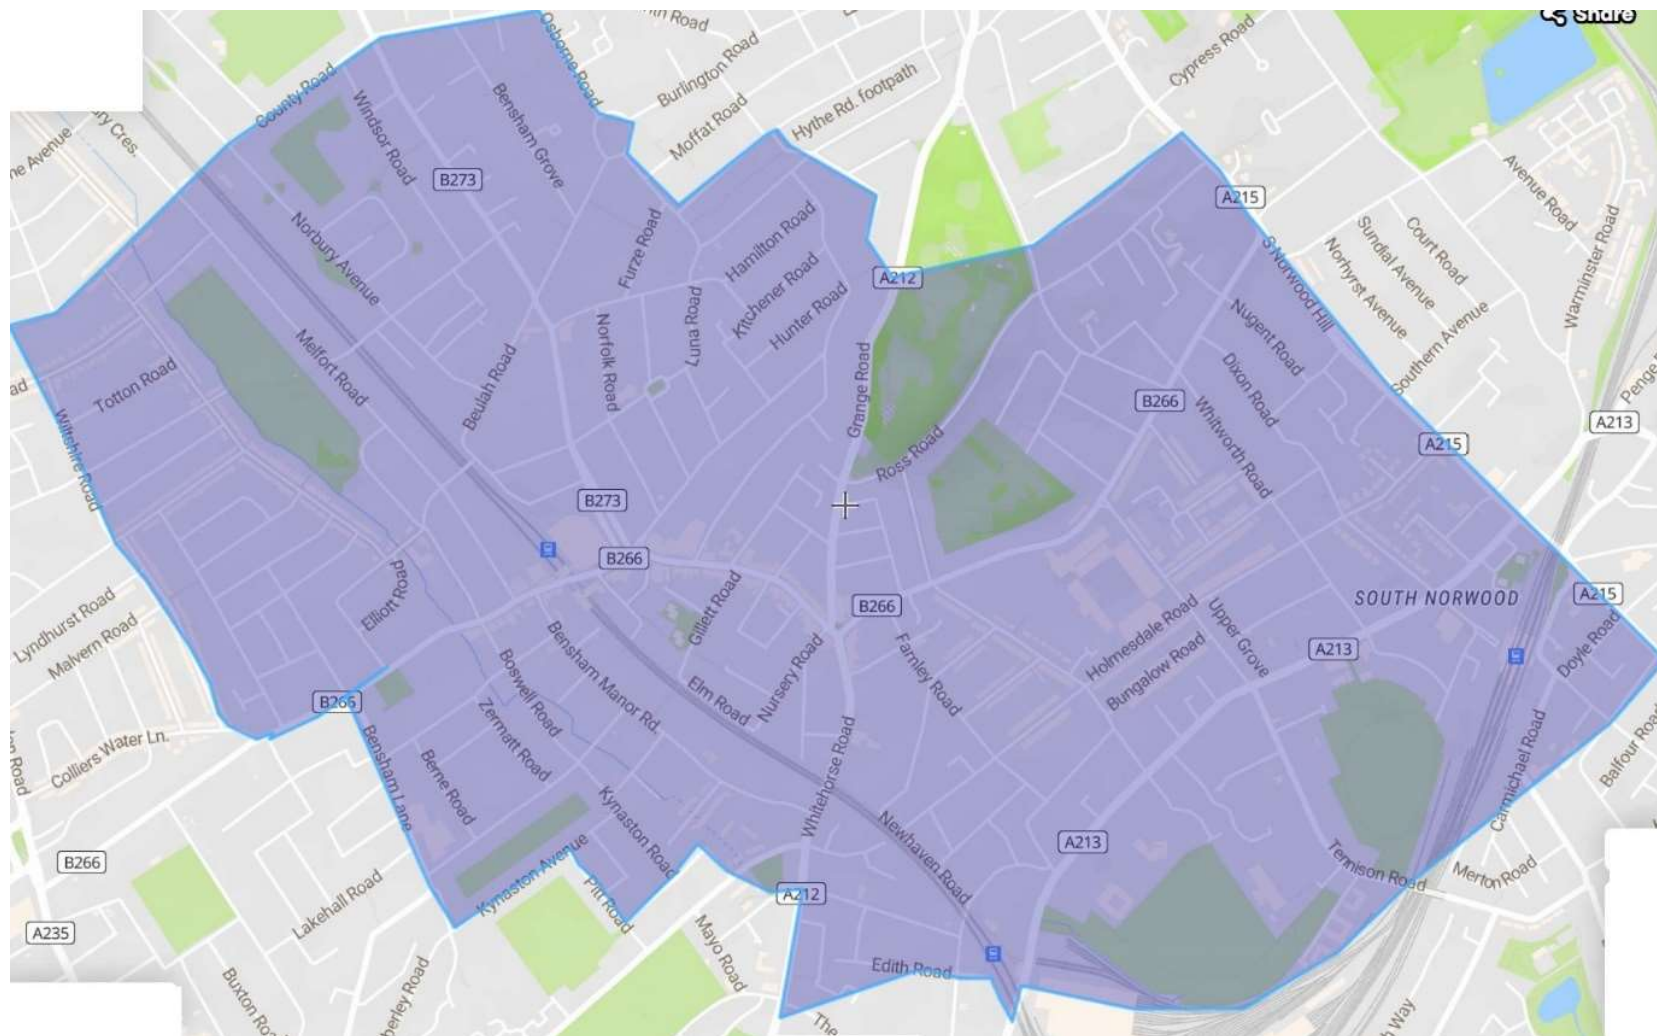 Share
Osborne Road
Burlington Road
Cypress Road
County Road
Windsor Road
Bensham Grove
Moffat Road
Hythe Rd. footpath
B273
A215
Avenue Road
Norbury Avenue
Furze Road
Hamilton Road
Kitchener Road
Hunter Road
A212
S Norwood Hill
Sundial Avenue
Court Road
Norhyrst Avenue
Warminster Road
Southern Avenue
Luna Road
Norfolk Road
Melfort Road
Beulah Road
Totton Road
Wiltshire Road
Grange Road
Ross Road
Nugent Road
Dixon Road
Whitworth Road
B266
A213
A215
B273
B266
B266
Elliott Road
Gillett Road
Nursery Road
Farnley Road
Holmesdale Road
Bungalow Road
Upper Grove
SOUTH NORWOOD
A213
A215
Doyle Road
Lyndhurst Road
Malvern Road
Colliers Water Ln.
B266
Bensham Lane
Boswell Road
Bensham Manor Rd.
Elm Road
Zermatt Road
Berne Road
Kynaston Road
Kynaston Avenue
Pitt Road
Whitehorse Road
Newhaven Road
A213
A212
Tennison Road
Carmichael Road
Balfour Road
Merton Road
B266
A235
Lakehall Road
Mayo Road
Edith Road
Buxton Road
The
Way